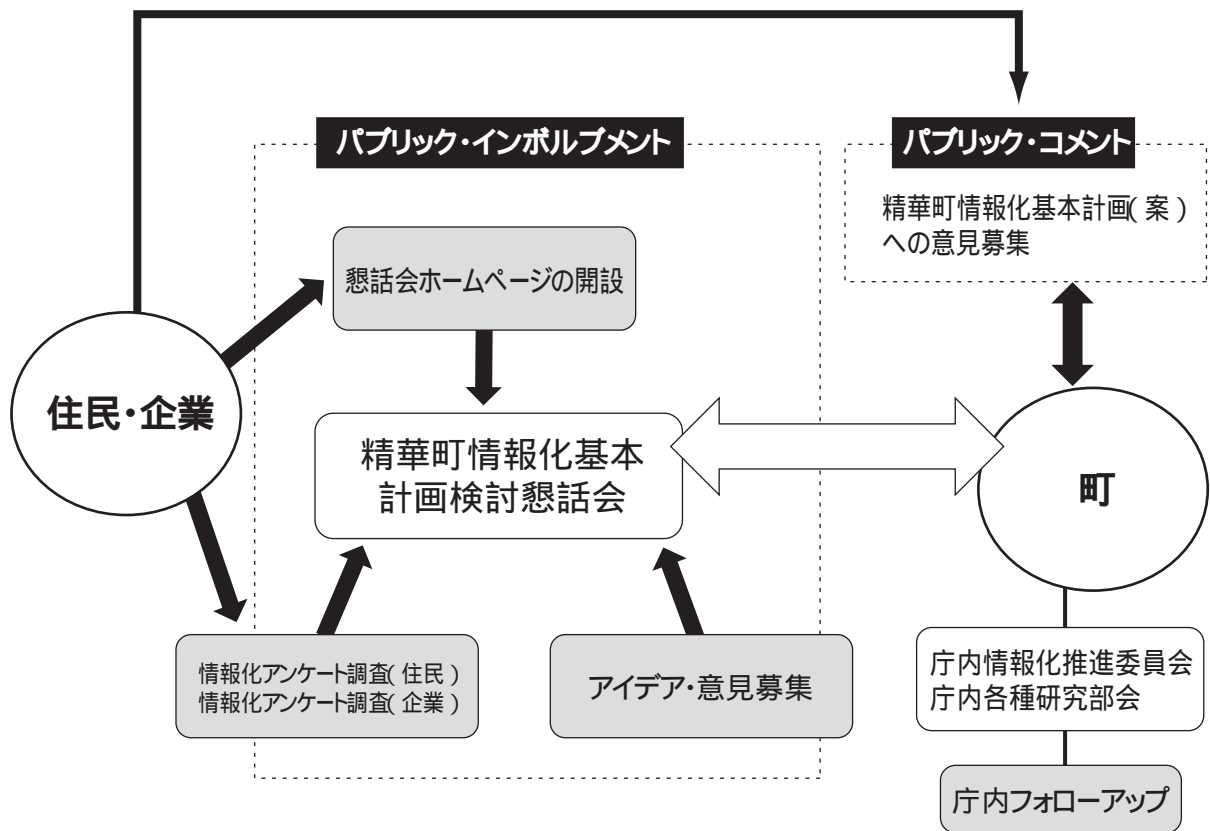 パブリック・インボルブメント
パブリック・コメント
精華町情報化基本計画(案)
への意見募集
懇話会ホームページの開設
住民・企業
精華町情報化基本
計画検討懇話会
町
情報化アンケート調査(住民)
情報化アンケート調査(企業)
アイデア・意見募集
庁内情報化推進委員会
庁内各種研究部会
庁内フォローアップ